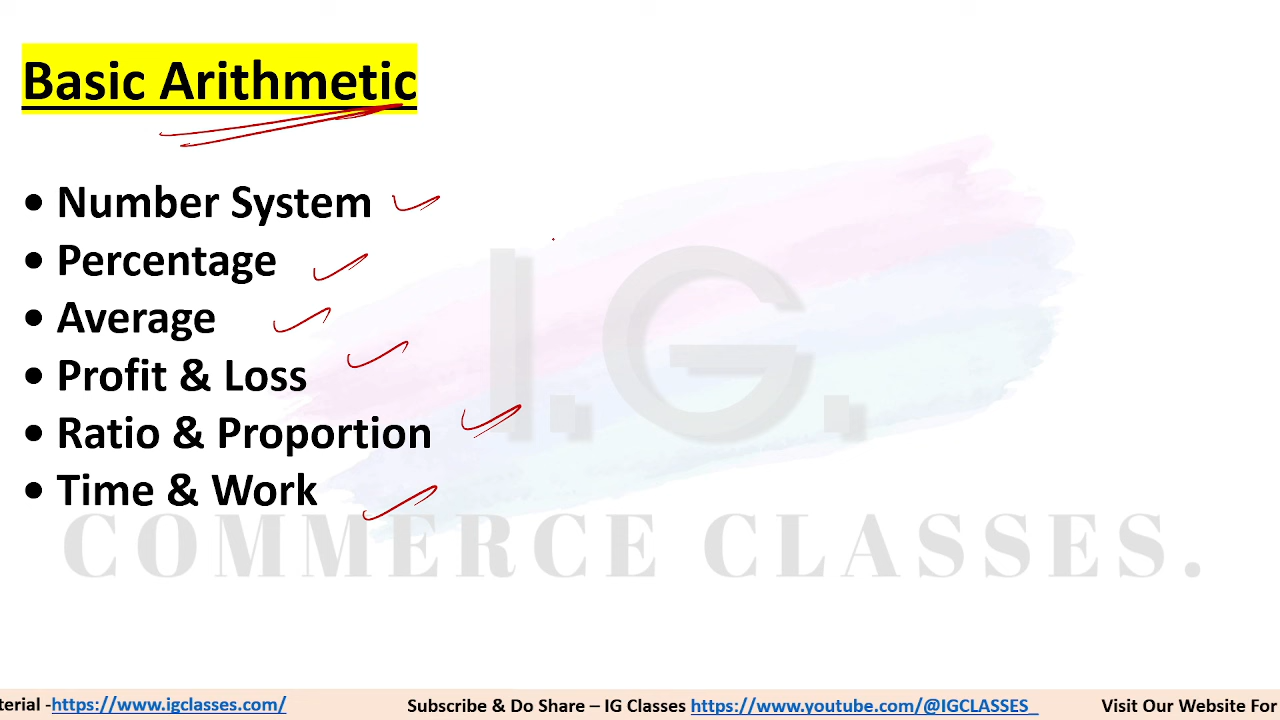 Basic Arithmetic
• Number System
• Percentage
• Average
• Profit & Loss
• Ratio & Proportion
• Time & Work
I.G.
COMMERCE CLASSES.
terial -https://www.igclasses.com/ Subscribe & Do Share – IG Classes https://www.youtube.com/@IGCLASSES_ Visit Our Website For